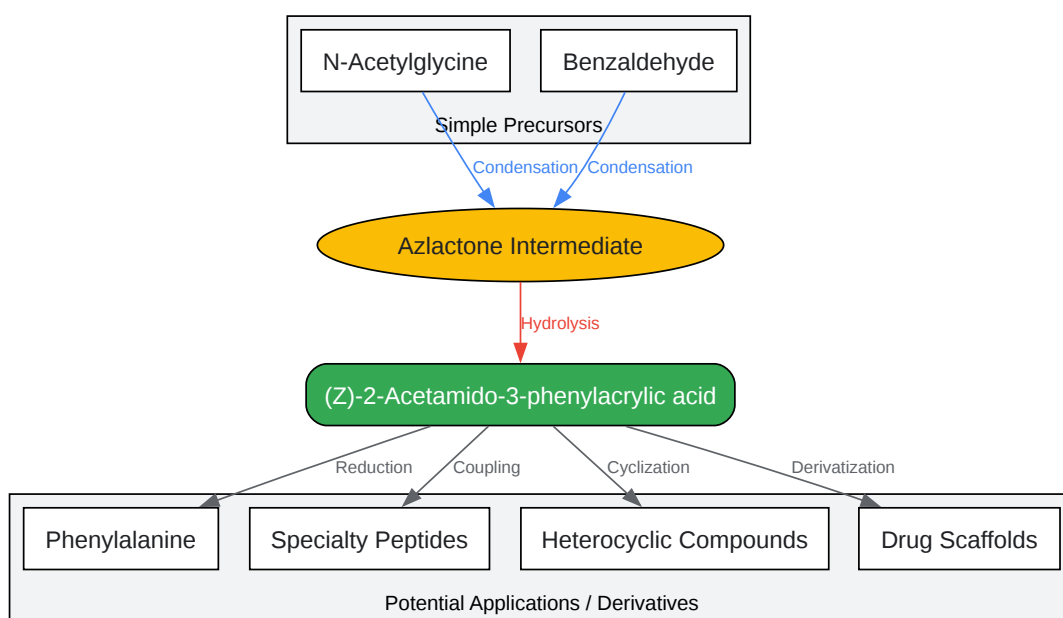 N-Acetylglycine
Benzaldehyde
Simple Precursors
Condensation
Condensation
Azlactone Intermediate
Hydrolysis
(Z)-2-Acetamido-3-phenylacrylic acid
Reduction
Coupling
Cyclization
Derivatization
Phenylalanine
Specialty Peptides
Heterocyclic Compounds
Drug Scaffolds
Potential Applications / Derivatives